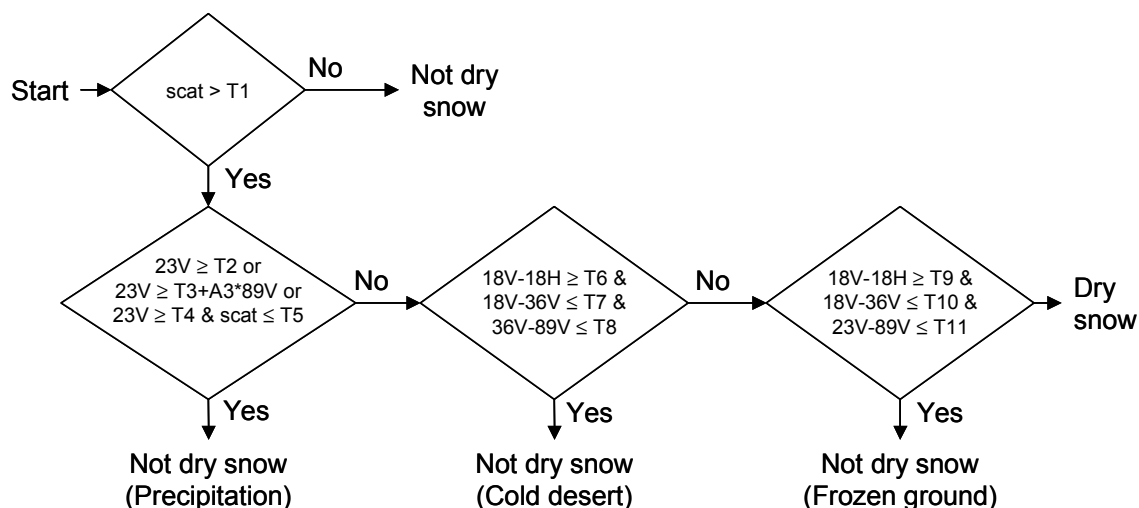 Start
scat > T1
No
Not dry
snow
Yes
23V ≥ T2 or
23V ≥ T3+A3*89V or
23V ≥ T4 & scat ≤ T5
No
18V-18H ≥ T6 &
18V-36V ≤ T7 &
36V-89V ≤ T8
No
18V-18H ≥ T9 &
18V-36V ≤ T10 &
23V-89V ≤ T11
Dry
snow
Yes
Not dry snow
(Precipitation)
Yes
Not dry snow
(Cold desert)
Yes
Not dry snow
(Frozen ground)